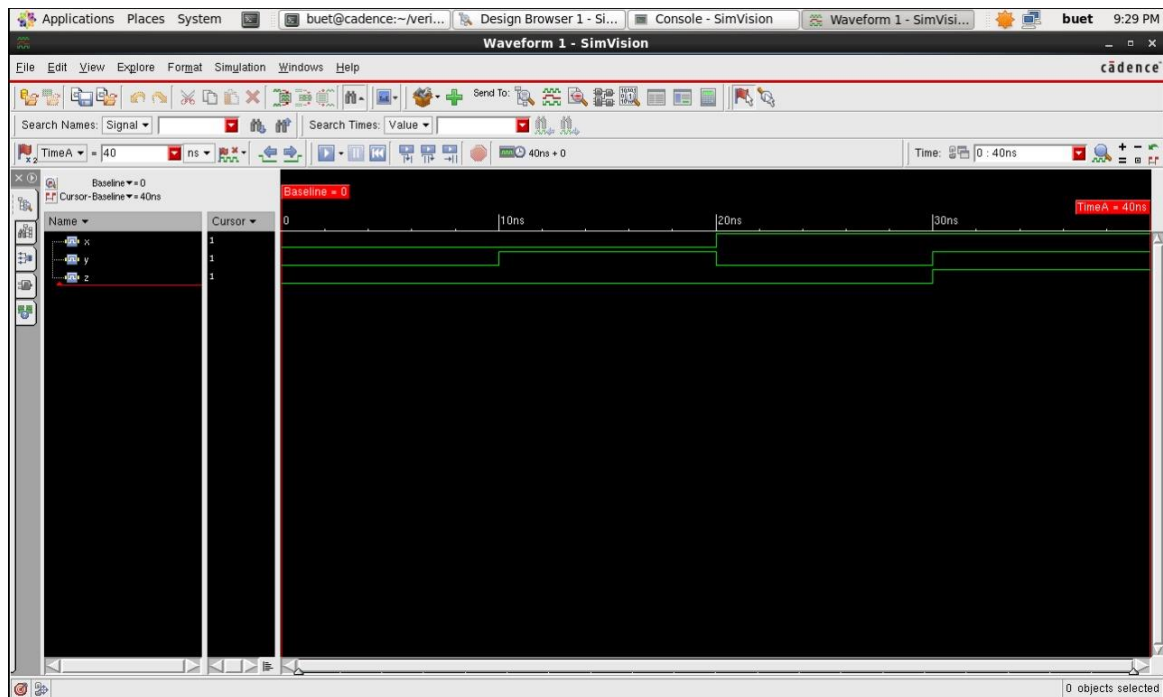 Applications Places System buet@cadence:~/veri... Design Browser 1 - Si... Console - SimVision Waveform 1 - SimVisi... buet 9:29 PM
Waveform 1 - SimVision
File Edit View Explore Format Simulation Windows Help cādence
Send To:
Search Names: Signal Search Times: Value
x2 TimeA = 40 ns 40ns + 0 Time: 0 : 40ns
Baseline = 0
Cursor-Baseline = 40ns
Baseline = 0
TimeA = 40ns
Name Cursor 0 10ns 20ns 30ns
x 1
y 1
z 1
0 objects selected